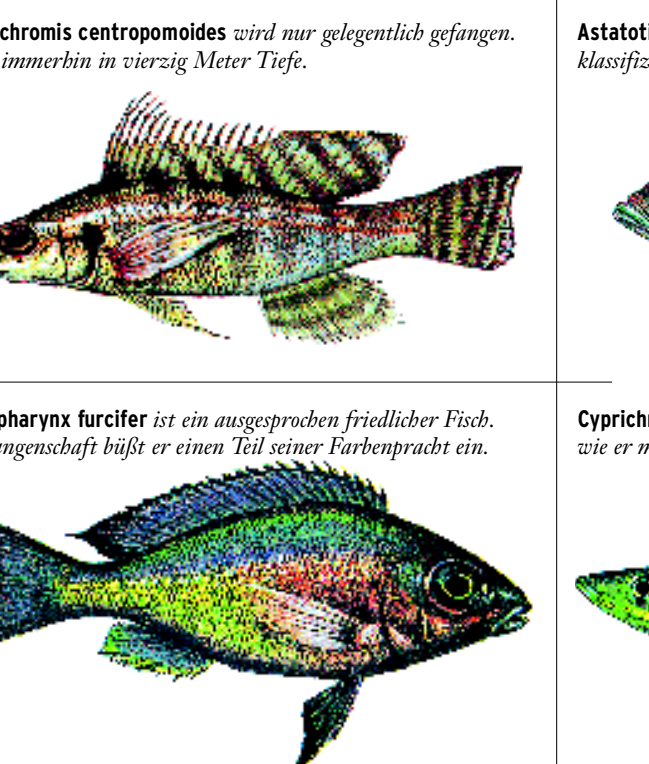 chromis centropomoides wird nur gelegentlich gefangen.
immerhin in vierzig Meter Tiefe.
Astatoti
klassifiz
pharynx furcifer ist ein ausgesprochen friedlicher Fisch.
angenschaft büßt er einen Teil seiner Farbenpracht ein.
Cyprichr
wie er m